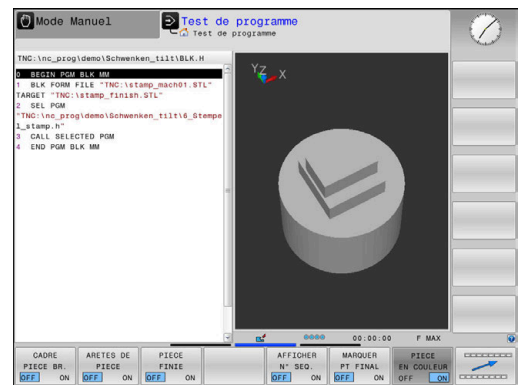 Mode Manuel
Test de programme
Test de programme
TNC:\nc_prog\demo\Schwenken_tilt\BLK.H
0 BEGIN PGM BLK MM
1 BLK FORM FILE "TNC:\stamp_mach01.STL"
TARGET "TNC:\stamp_finish.STL"
2 SEL PGM
"TNC:\nc_prog\demo\Schwenken_tilt\6_Stempe
l_stamp.h"
3 CALL SELECTED PGM
4 END PGM BLK MM
Y Z X
00:00:00 F MAX
CADRE PIECE BR. OFF ON
ARETES DE PIECE OFF ON
PIECE FINIE OFF ON
AFFICHER N° SEQ. OFF ON
MARQUER PT FINAL OFF ON
PIECE EN COULEUR OFF ON